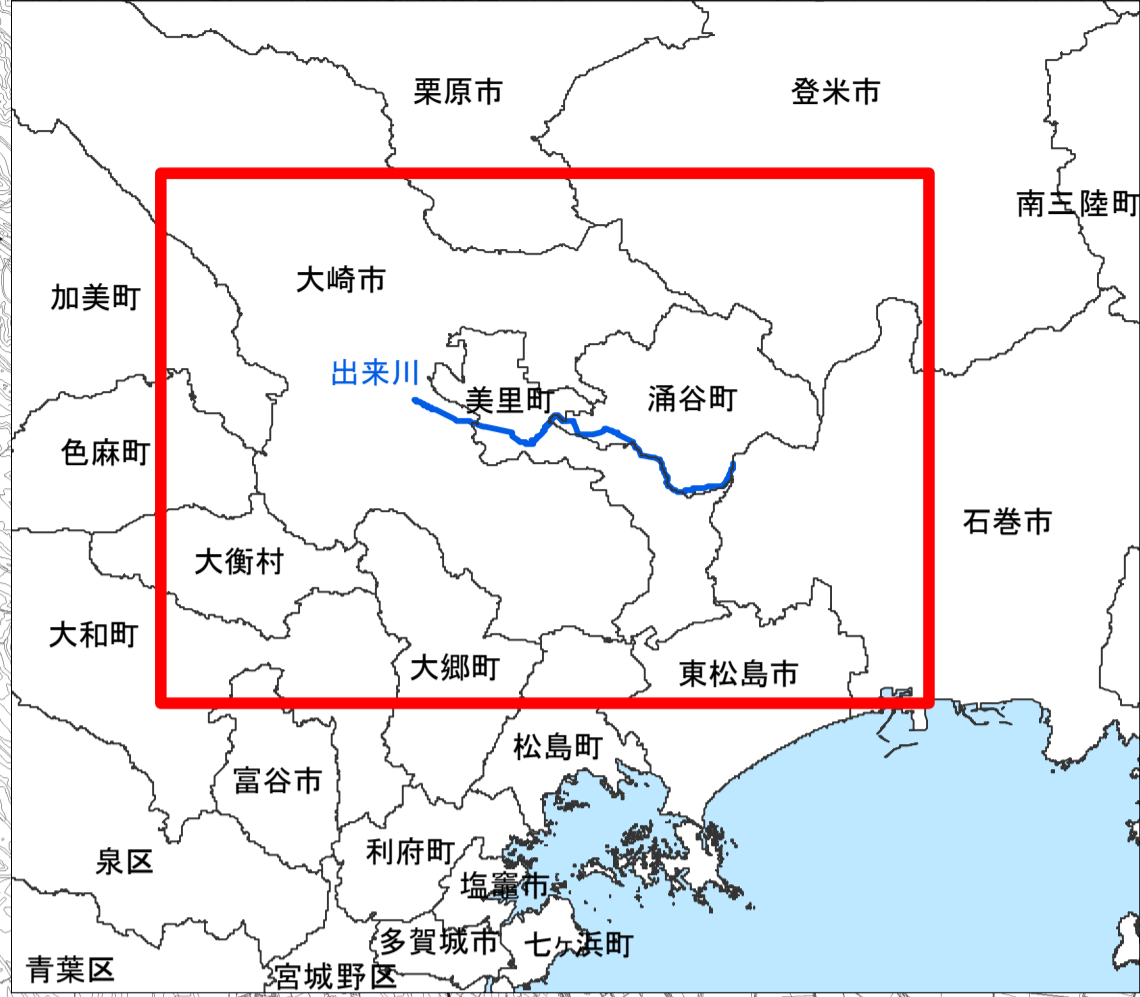 栗原市
登米市
南三陸町
大崎市
加美町
出来川
美里町
涌谷町
色麻町
石巻市
大衡村
大和町
大郷町
東松島市
松島町
富谷市
利府町
泉区
塩竈市
多賀城市
七ヶ浜町
青葉区
宮城野区